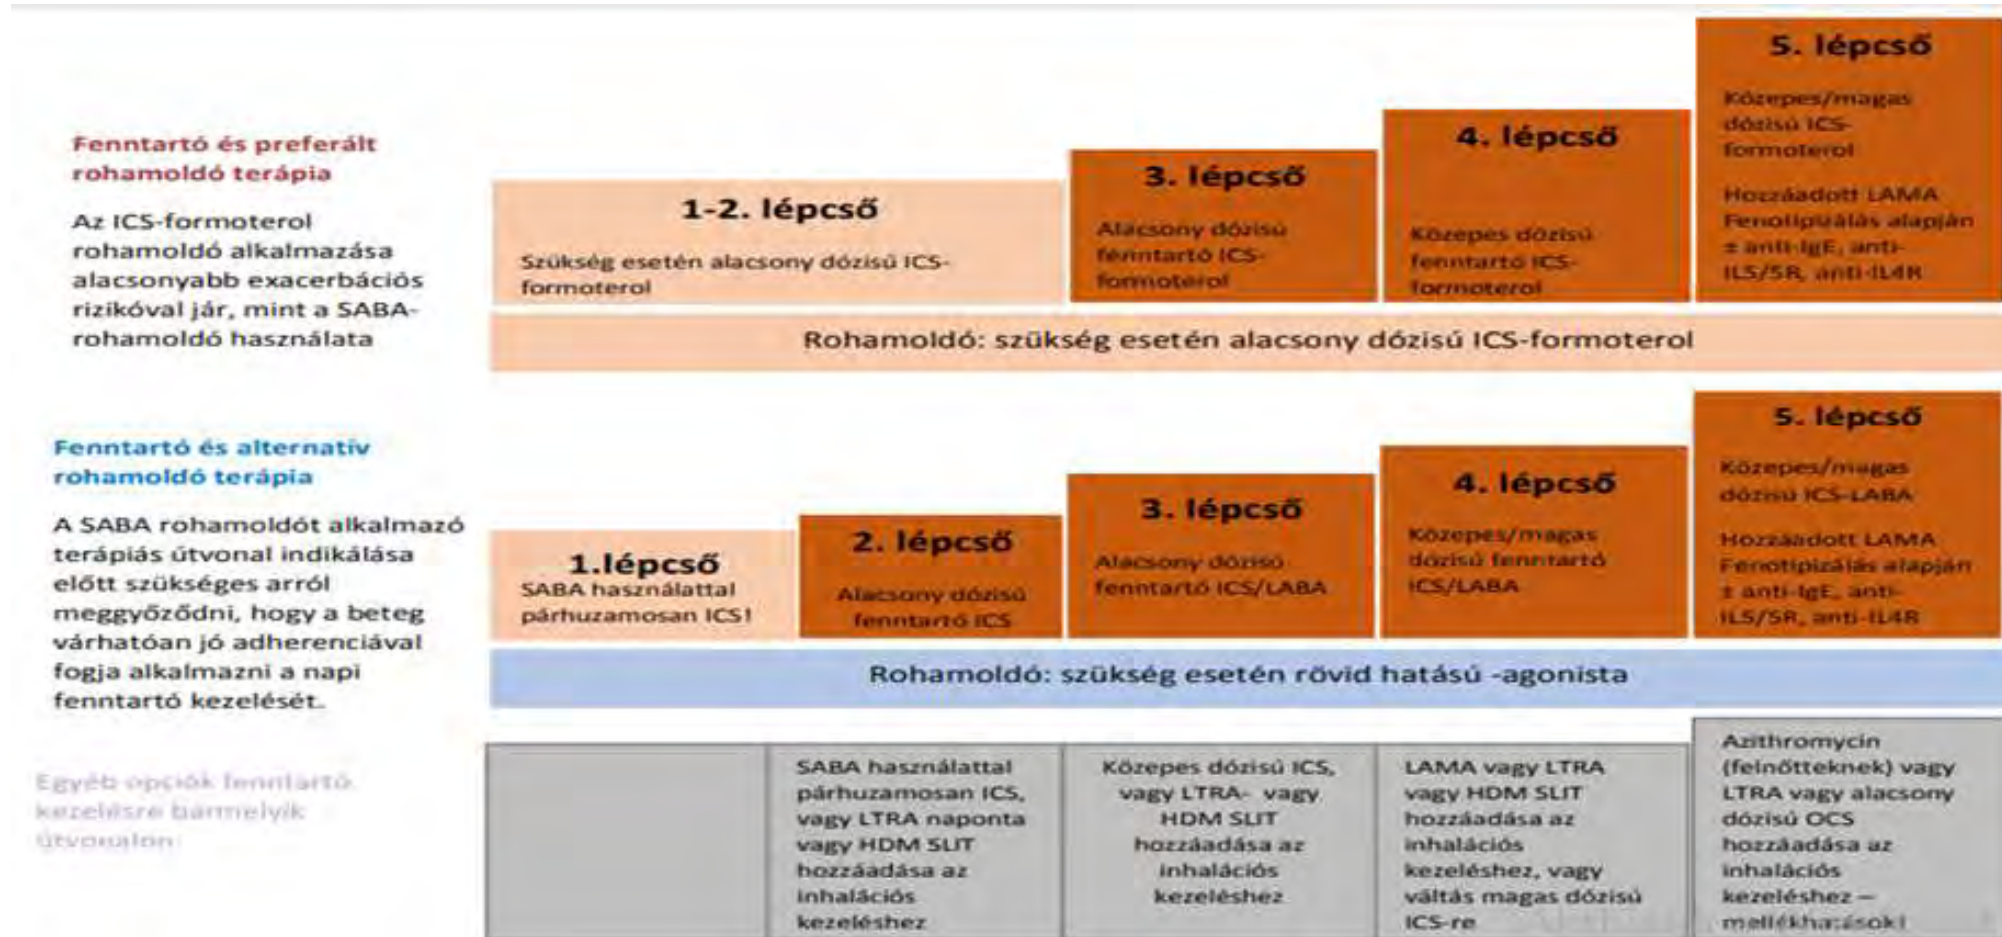 Fenntartó és preferált
rohamoldó terápia
Az ICS-formoterol
rohamoldó alkalmazása
alacsonyabb exacerbációs
rizikóval jár, mint a SABA-
rohamoldó használata
1-2. lépcső
Szükség esetén alacsony dózisú ICS-
formoterol
3. lépcső
Alacsony dózisú
fenntartó ICS-
formoterol
4. lépcső
Közepes dózisú
fenntartó ICS-
formoterol
5. lépcső
Közepes/magas
dózisú ICS-
formoterol
Hozzáadott LAMA
Fenotipizálás alapján
± anti-IgE, anti-
IL5/5R, anti-IL4R
Rohamoldó: szükség esetén alacsony dózisú ICS-formoterol
Fenntartó és alternatív
rohamoldó terápia
A SABA rohamoldót alkalmazó
terápiás útvonal indikálása
előtt szükséges arról
meggyőződni, hogy a beteg
várhatóan jó adherenciával
fogja alkalmazni a napi
fenntartó kezelését.
1.lépcső
SABA használattal
párhuzamosan ICS!
2. lépcső
Alacsony dózisú
fenntartó ICS
3. lépcső
Alacsony dózisú
fenntartó ICS/LABA
4. lépcső
Közepes/magas
dózisú fenntartó
ICS/LABA
5. lépcső
Közepes/magas
dózisú ICS-LABA
Hozzáadott LAMA
Fenotipizálás alapján
± anti-IgE, anti-
IL5/5R, anti-IL4R
Rohamoldó: szükség esetén rövid hatású -agonista
Egyéb opciók fenntartó
kezelésre bármelyik
útvonalon
SABA használattal
párhuzamosan ICS,
vagy LTRA naponta
vagy HDM SLIT
hozzáadása az
inhalációs
kezeléshez
Közepes dózisú ICS,
vagy LTRA- vagy
HDM SLIT
hozzáadása az
inhalációs
kezeléshez
LAMA vagy LTRA
vagy HDM SLIT
hozzáadása az
inhalációs
kezeléshez, vagy
váltás magas dózisú
ICS-re
Azithromycin
(felnőtteknek) vagy
LTRA vagy alacsony
dózisú OCS
hozzáadása az
inhalációs
kezeléshez —
mellékhatások!